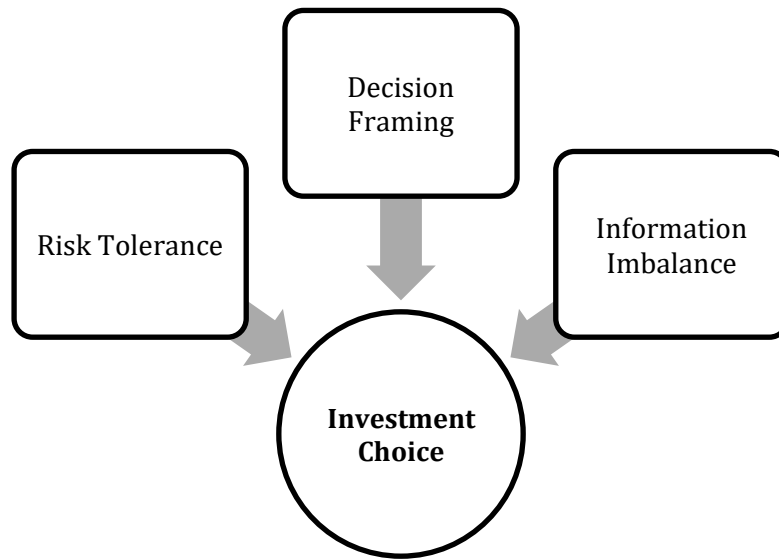 Decision
Framing
Risk Tolerance
Information
Imbalance
Investment
Choice